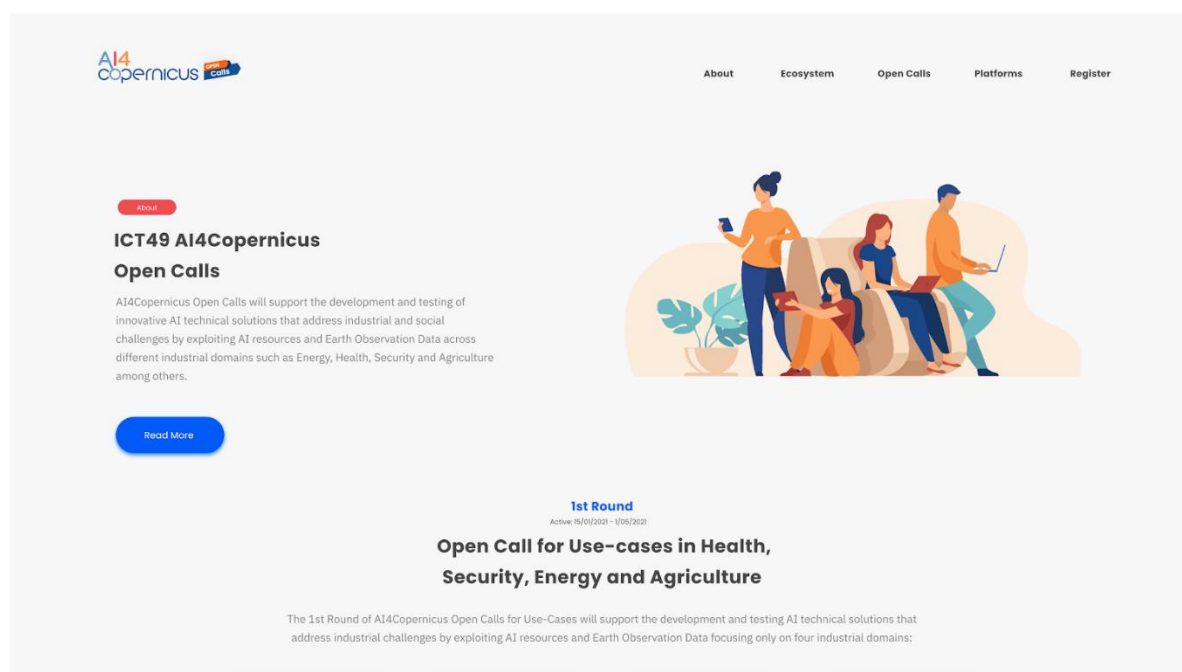 AI4
copernicus OPEN Calls
About Ecosystem Open Calls Platforms Register
About
ICT49 AI4Copernicus
Open Calls
AI4Copernicus Open Calls will support the development and testing of
innovative AI technical solutions that address industrial and social
challenges by exploiting AI resources and Earth Observation Data across
different industrial domains such as Energy, Health, Security and Agriculture
among others.
Read More
1st Round
Active: 15/01/2021 - 1/05/2021
Open Call for Use-cases in Health,
Security, Energy and Agriculture
The 1st Round of AI4Copernicus Open Calls for Use-Cases will support the development and testing AI technical solutions that
address industrial challenges by exploiting AI resources and Earth Observation Data focusing only on four industrial domains: